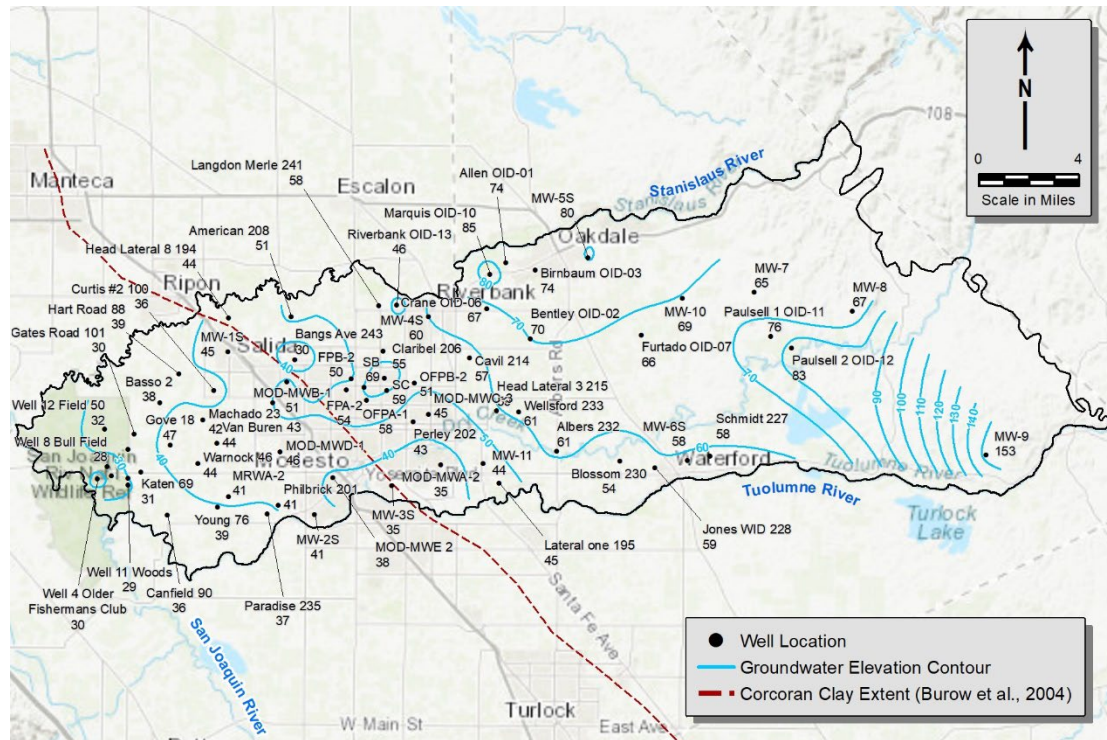 N
0 4
Scale in Miles
108
Manteca
Escalon
Ripon
Salida
Riverbank
Oakdale
Modesto
Waterford
Turlock
Stanislaus River
Stanislaus River
Tuolumne River
Tuolumne River
Turlock
Lake
San Joaquin River
Santa Fe Ave
W Main St
East Ave
Yosemite Blvd
Creek
Langdon Merle 241
58
Allen OID-01
74
MW-5S
80
Marquis OID-10
85
Riverbank OID-13
46
American 208
51
Head Lateral 8 194
44
Curtis #2 100
36
Hart Road 88
39
Gates Road 101
30
Birnbaum OID-03
74
Crane OID-06
67
MW-7
65
MW-8
67
MW-10
69
Bentley OID-02
70
Paulsell 1 OID-11
76
Paulsell 2 OID-12
83
Furtado OID-07
66
MW-4S
60
Bangs Ave 243
30
MW-1S
45
Claribel 206
55
Cavil 214
57
FPB-2
50
SB
69
SC
59
OFPB-2
51
Basso 2
38
MOD-MWB-1
51
FPA-2
54
OFPA-1
58
MOD-MWC-3
45
Head Lateral 3 215
Wellsford 233
61
Well 12 Field 50
32
Gove 18
47
Machado 23
42
Van Buren 43
44
Albers 232
61
MW-6S
58
Schmidt 227
58
Well 8 Bull Field
28
Perley 202
43
MOD-MWD-1
46
Warnock 46
44
MW-11
44
Blossom 230
54
MW-9
153
Katen 69
31
MRWA-2
41
Philbrick 201
41
MOD-MWA-2
35
Young 76
39
MW-2S
41
MW-3S
35
MOD-MWE 2
38
Lateral one 195
45
Jones WID 228
59
Well 11 Woods
29
Canfield 90
36
Paradise 235
37
Well 4 Older
Fishermans Club
30
40
40
40
50
60
70
70
80
90
100
110
120
130
140
30
Well Location
Groundwater Elevation Contour
Corcoran Clay Extent (Burow et al., 2004)